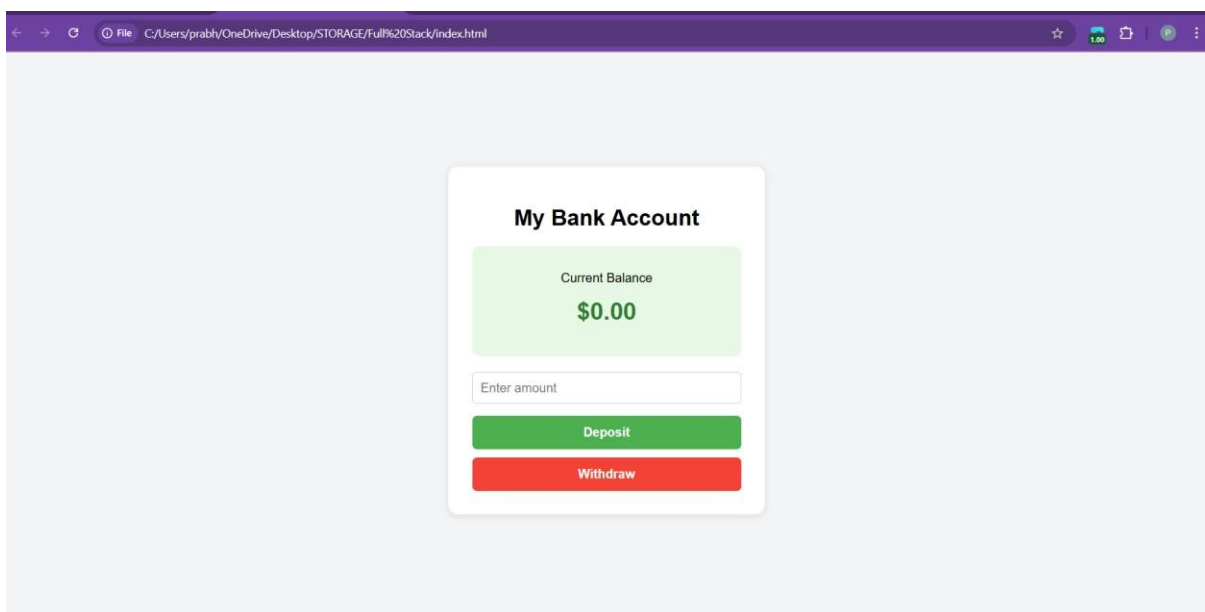 File C:/Users/prabh/OneDrive/Desktop/STORAGE/Full%20Stack/index.html
1.00
P
My Bank Account
Current Balance
$0.00
Enter amount
Deposit
Withdraw